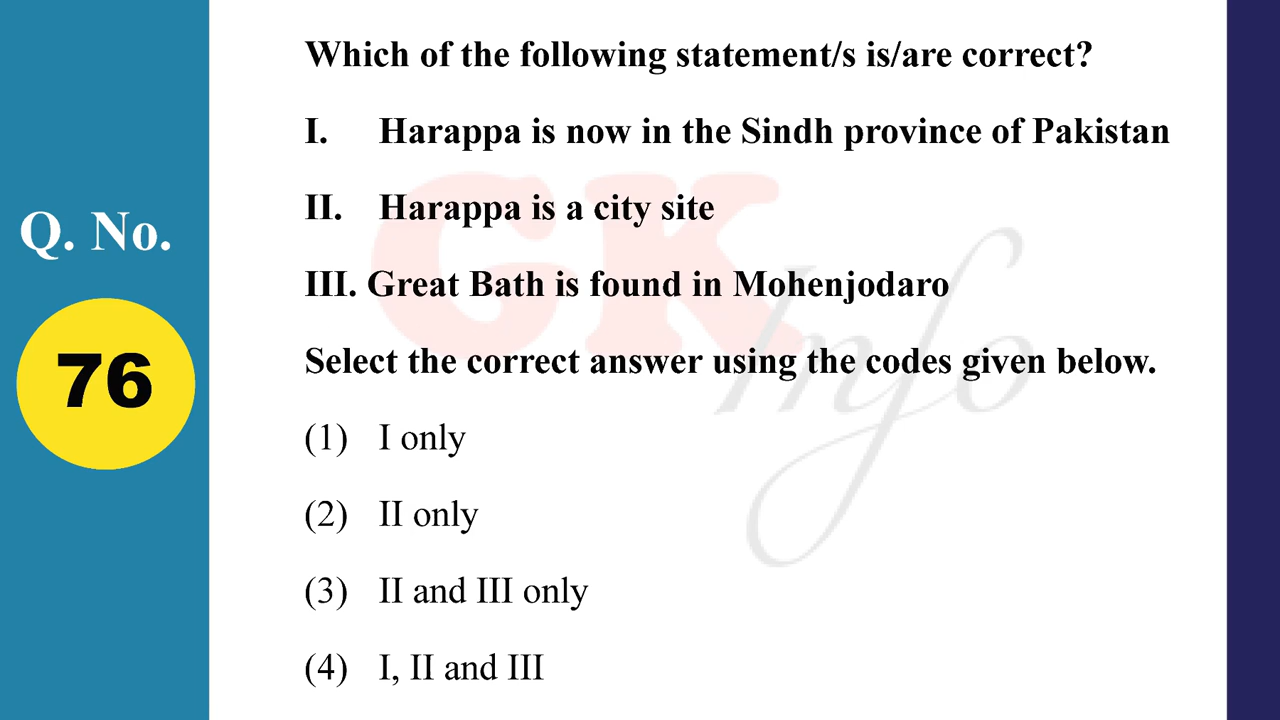 Which of the following statement/s is/are correct?
I. Harappa is now in the Sindh province of Pakistan
II. Harappa is a city site
III. Great Bath is found in Mohenjodaro
Select the correct answer using the codes given below.
(1) I only
(2) II only
(3) II and III only
(4) I, II and III
Q. No.
76
GK
Info